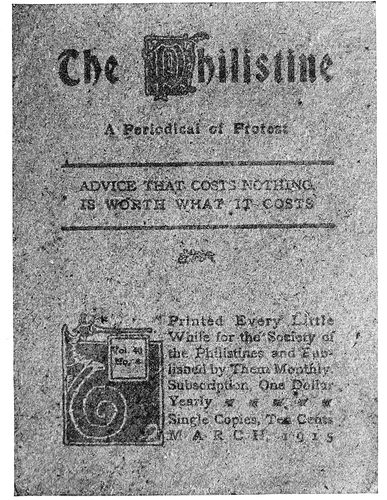 The Philistine
A Periodical of Protest
ADVICE THAT COSTS NOTHING
IS WORTH WHAT IT COSTS
Vol. 40
No. 4
Printed Every Little
While for the Society of
the Philistines and Pub-
lished by Them Monthly.
Subscription, One Dollar
Yearly
Single Copies, Ten Cents
MARCH, 1915